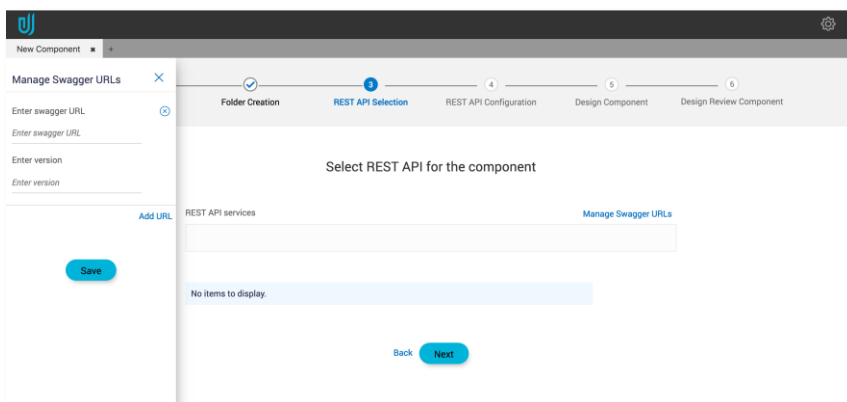 New Component × +
Manage Swagger URLs
Enter swagger URL
Enter swagger URL
Enter version
Enter version
Add URL
Save
Folder Creation
3
REST API Selection
4
REST API Configuration
5
Design Component
6
Design Review Component
Select REST API for the component
REST API services
Manage Swagger URLs
No items to display.
Back
Next